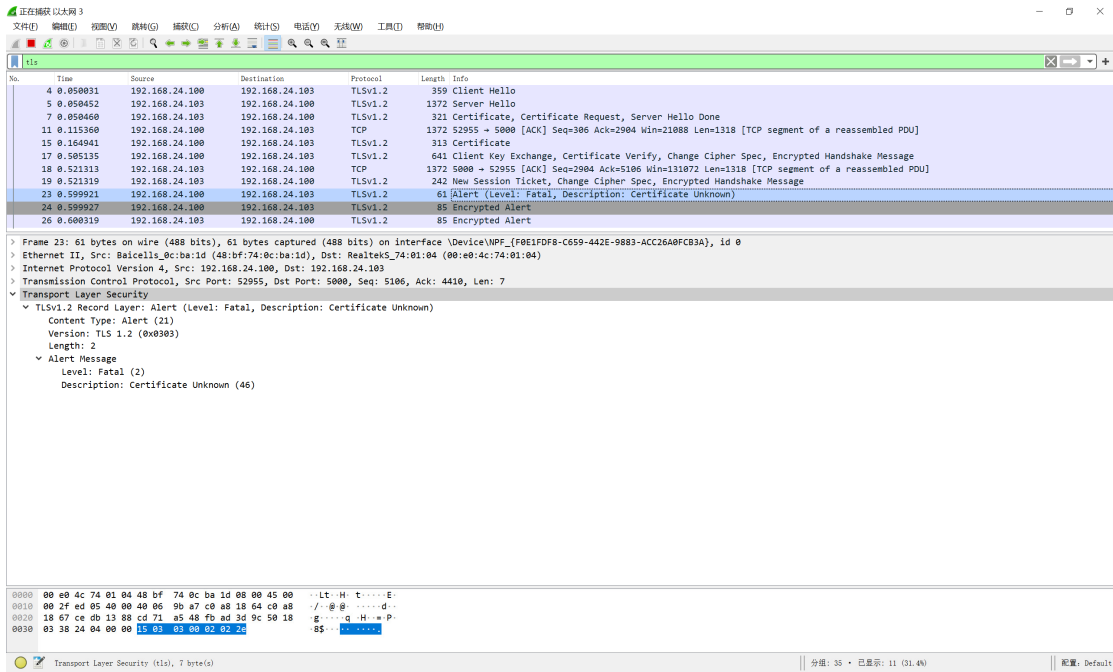 正在捕获 以太网 3
文件(F) 编辑(E) 视图(V) 跳转(G) 捕获(C) 分析(A) 统计(S) 电话(Y) 无线(W) 工具(T) 帮助(H)
tls
No. Time Source Destination Protocol Length Info
4 0.050031 192.168.24.100 192.168.24.103 TLSv1.2 359 Client Hello
5 0.050452 192.168.24.103 192.168.24.100 TLSv1.2 1372 Server Hello
7 0.050460 192.168.24.103 192.168.24.100 TLSv1.2 321 Certificate, Certificate Request, Server Hello Done
11 0.115360 192.168.24.100 192.168.24.103 TCP 1372 52955 → 5000 [ACK] Seq=306 Ack=2904 Win=21088 Len=1318 [TCP segment of a reassembled PDU]
15 0.164941 192.168.24.100 192.168.24.103 TLSv1.2 313 Certificate
17 0.505135 192.168.24.100 192.168.24.103 TLSv1.2 641 Client Key Exchange, Certificate Verify, Change Cipher Spec, Encrypted Handshake Message
18 0.521313 192.168.24.103 192.168.24.100 TCP 1372 5000 → 52955 [ACK] Seq=2904 Ack=5106 Win=131072 Len=1318 [TCP segment of a reassembled PDU]
19 0.521319 192.168.24.103 192.168.24.100 TLSv1.2 242 New Session Ticket, Change Cipher Spec, Encrypted Handshake Message
23 0.599921 192.168.24.100 192.168.24.103 TLSv1.2 61 Alert (Level: Fatal, Description: Certificate Unknown)
24 0.599927 192.168.24.100 192.168.24.103 TLSv1.2 85 Encrypted Alert
26 0.600319 192.168.24.103 192.168.24.100 TLSv1.2 85 Encrypted Alert
Frame 23: 61 bytes on wire (488 bits), 61 bytes captured (488 bits) on interface \Device\NPF_{F0E1FDF8-C659-442E-9883-ACC26A0FCB3A}, id 0
Ethernet II, Src: Baicells_0c:ba:1d (48:bf:74:0c:ba:1d), Dst: RealtekS_74:01:04 (00:e0:4c:74:01:04)
Internet Protocol Version 4, Src: 192.168.24.100, Dst: 192.168.24.103
Transmission Control Protocol, Src Port: 52955, Dst Port: 5000, Seq: 5106, Ack: 4410, Len: 7
Transport Layer Security
TLSv1.2 Record Layer: Alert (Level: Fatal, Description: Certificate Unknown)
Content Type: Alert (21)
Version: TLS 1.2 (0x0303)
Length: 2
Alert Message
Level: Fatal (2)
Description: Certificate Unknown (46)
0000 00 e0 4c 74 01 04 48 bf 74 0c ba 1d 08 00 45 00 ··Lt··H· t·····E·
0010 00 2f ed 05 40 00 40 06 9b a7 c0 a8 18 64 c0 a8 ·/··@·@· ·····d··
0020 18 67 ce db 13 88 cd 71 a5 48 fb ad 3d 9c 50 18 ·g·····q ·H··=·P·
0030 03 38 24 04 00 00 15 03 03 00 02 02 2e ·8$····· ····.
Transport Layer Security (tls), 7 byte(s)
分组: 35 · 已显示: 11 (31.4%)
配置: Default